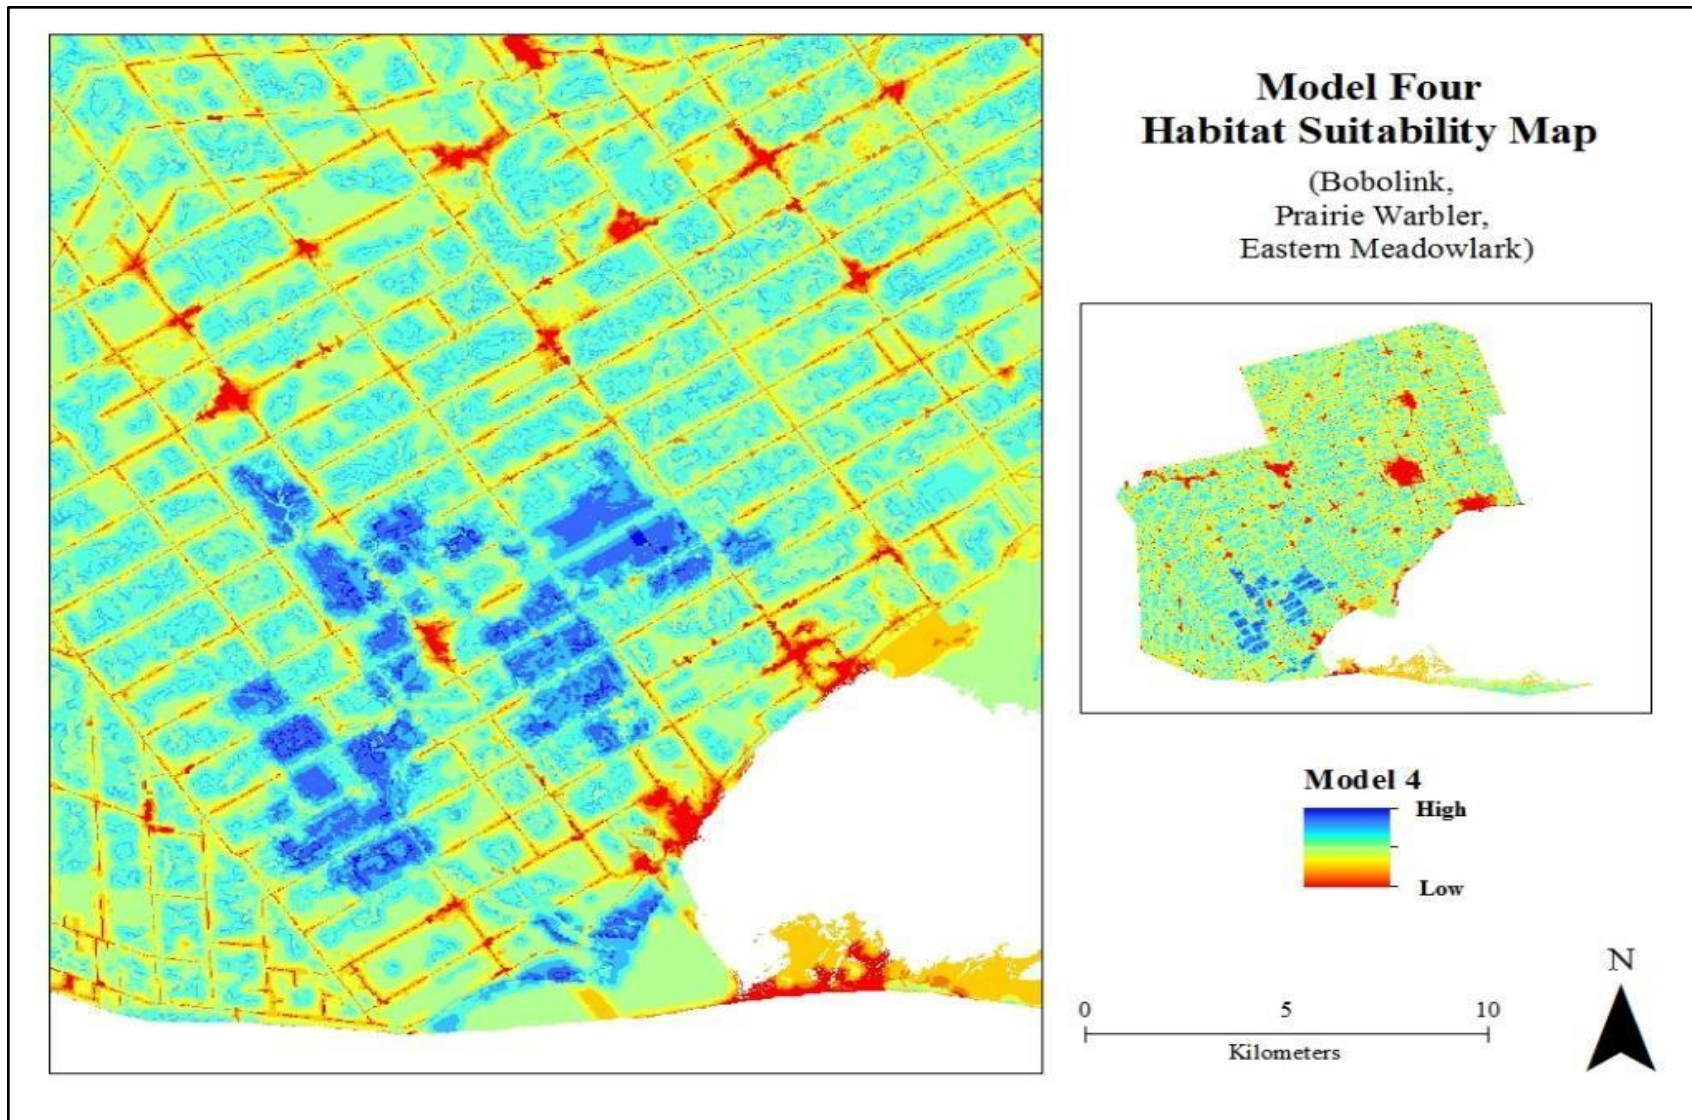 Model Four
Habitat Suitability Map
(Bobolink,
Prairie Warbler,
Eastern Meadowlark)
Model 4
High
Low
N
0 5 10
Kilometers